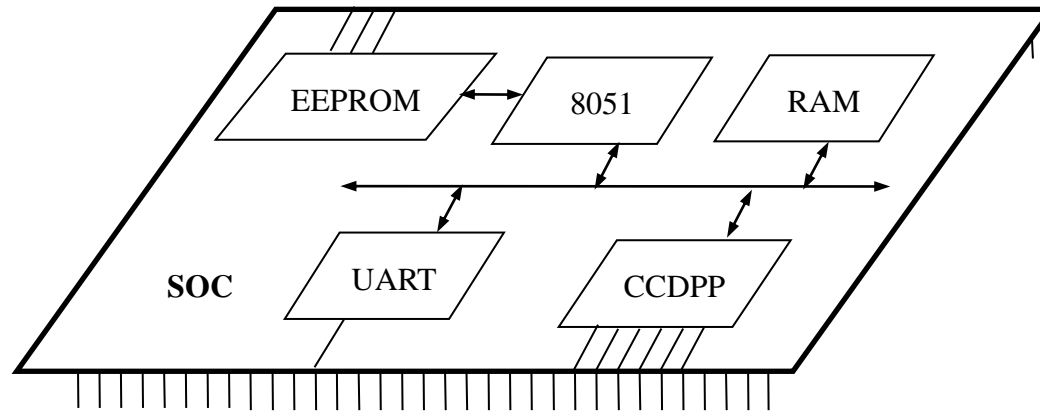 EEPROM
8051
RAM
UART
CCDPP
SOC